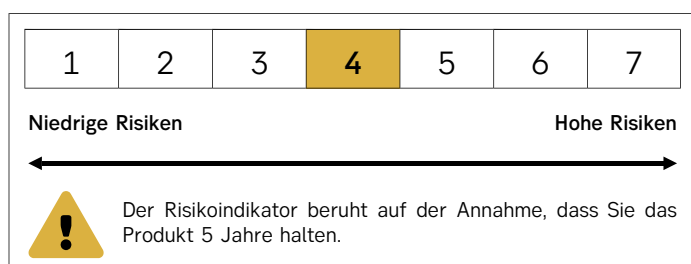 1 2 3 4 5 6 7
Niedrige Risiken Hohe Risiken
Der Risikoindikator beruht auf der Annahme, dass Sie das
Produkt 5 Jahre halten.